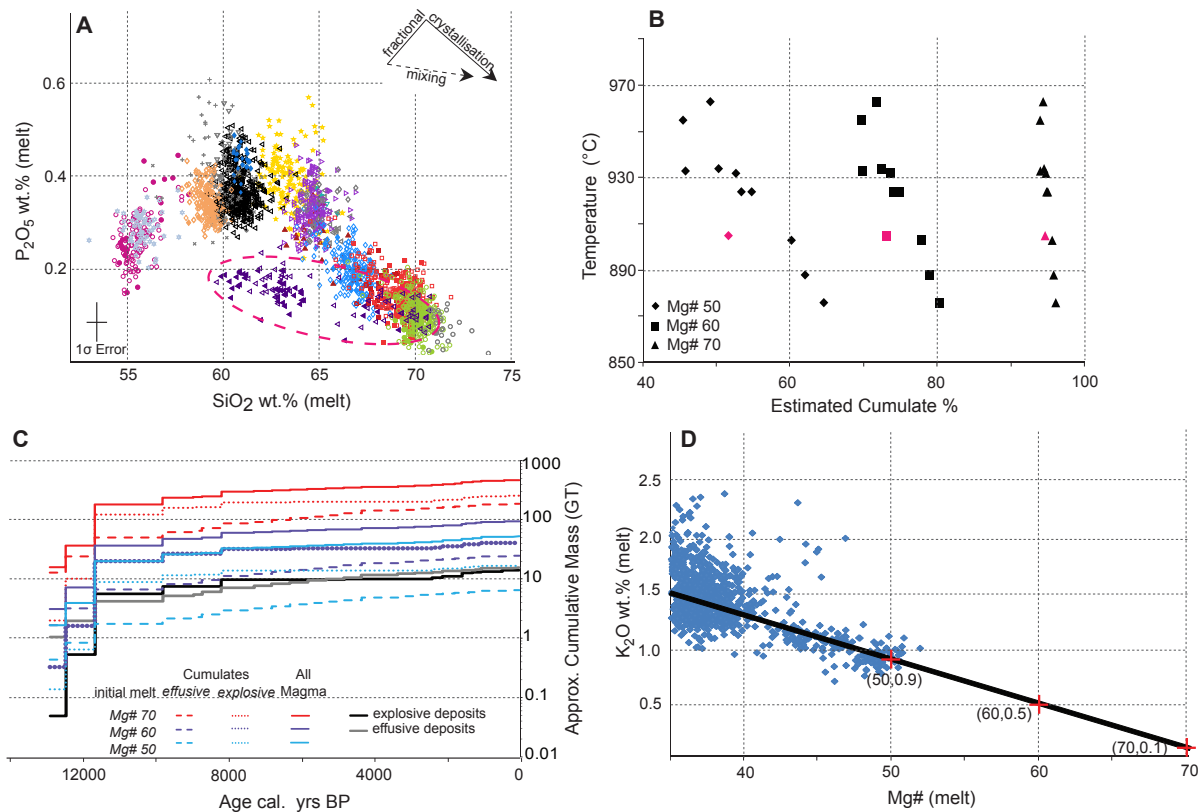 A
fractional
crystallisation
mixing
P2O5 wt.% (melt)
0.6
0.4
0.2
1σ Error
55
60
65
70
75
SiO2 wt.% (melt)
B
Temperature (°C)
970
930
890
850
Mg# 50
Mg# 60
Mg# 70
40
60
80
100
Estimated Cumulate %
C
Approx. Cumulative Mass (GT)
1000
100
10
1
0.1
0.01
Cumulates
All
initial melt effusive explosive Magma
Mg# 70
Mg# 60
Mg# 50
explosive deposits
effusive deposits
12000
8000
4000
0
Age cal. yrs BP
D
K2O wt.% (melt)
2.5
2.0
1.5
1.0
0.5
(50,0.9)
(60,0.5)
(70,0.1)
40
50
60
70
Mg# (melt)